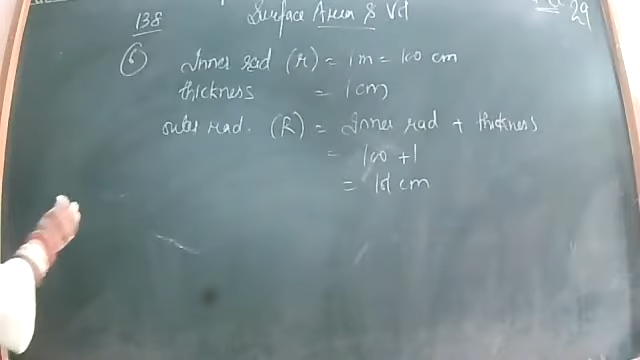 138 Surface Area & Vol 29
6 Inner rad (r) = 1m = 100 cm
thickness = 1cm
outer rad. (R) = Inner rad + thickness
= 100 + 1
= 101 cm